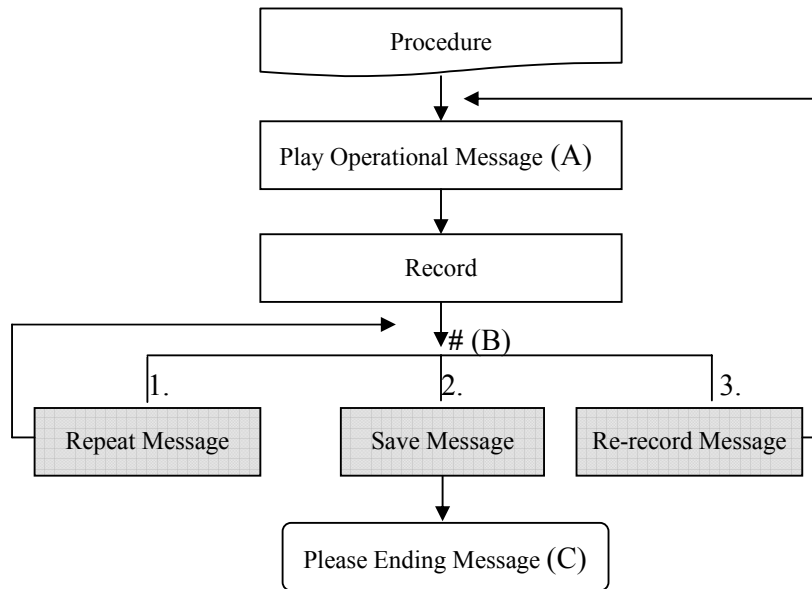 Procedure
Play Operational Message (A)
Record
# (B)
1.
2.
3.
Repeat Message
Save Message
Re-record Message
Please Ending Message (C)